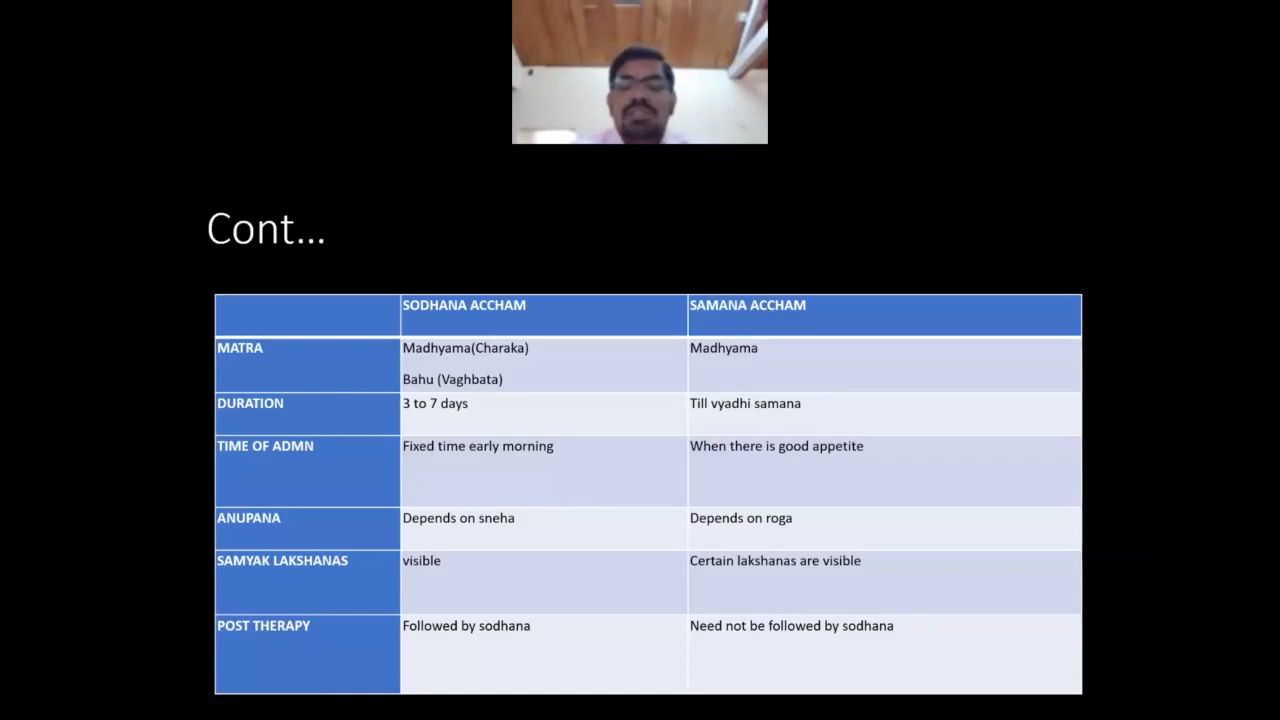 Cont...
SODHANA ACCHAM SAMANA ACCHAM
MATRA Madhyama(Charaka) Madhyama
Bahu (Vaghbata)
DURATION 3 to 7 days Till vyadhi samana
TIME OF ADMN Fixed time early morning When there is good appetite
ANUPANA Depends on sneha Depends on roga
SAMYAK LAKSHANAS visible Certain lakshanas are visible
POST THERAPY Followed by sodhana Need not be followed by sodhana